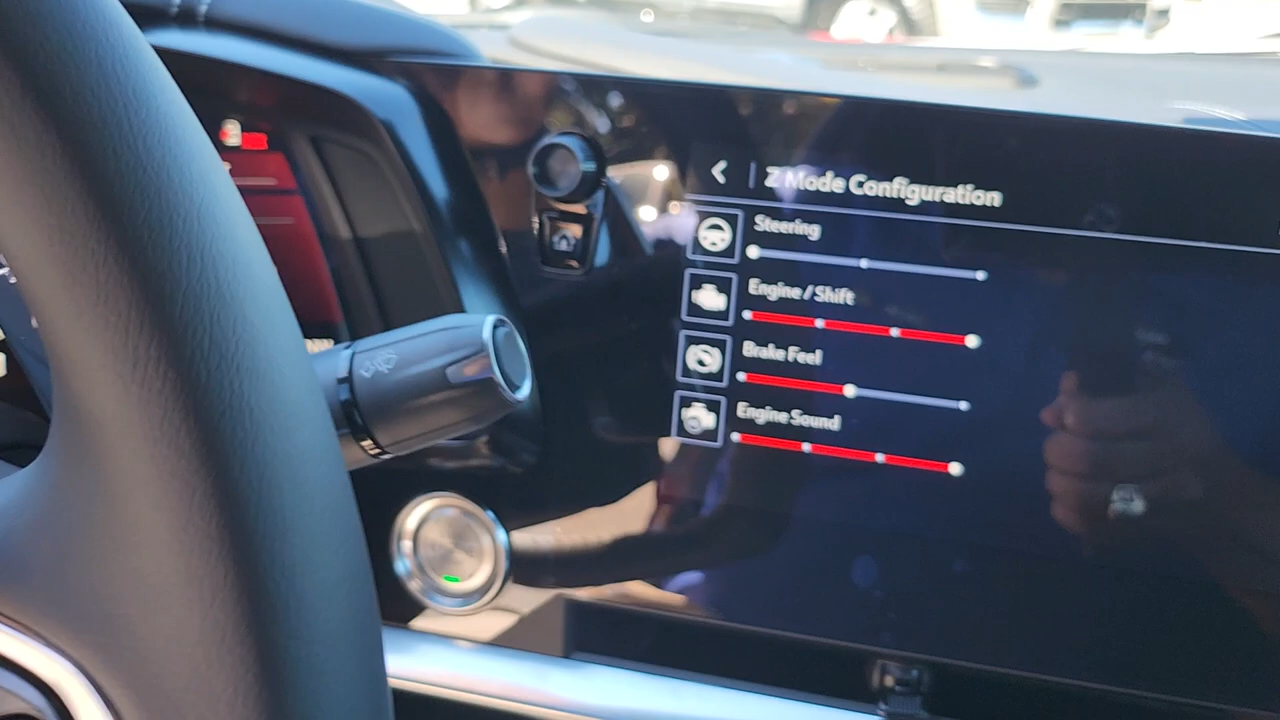 Z Mode Configuration
Steering
Engine / Shift
Brake Feel
Engine Sound